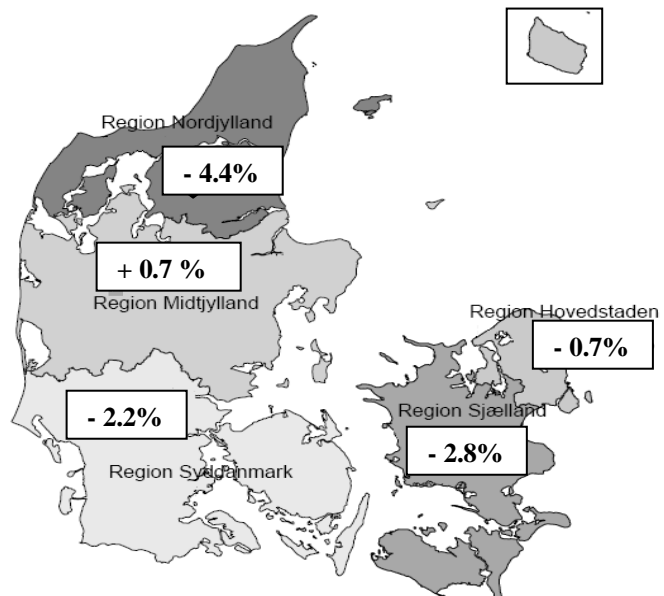 Region Nordjylland
- 4.4%
+ 0.7 %
Region Midtjylland
Region Hovedstaden
- 0.7%
- 2.2%
Region Sjælland
- 2.8%
Region Syddanmark